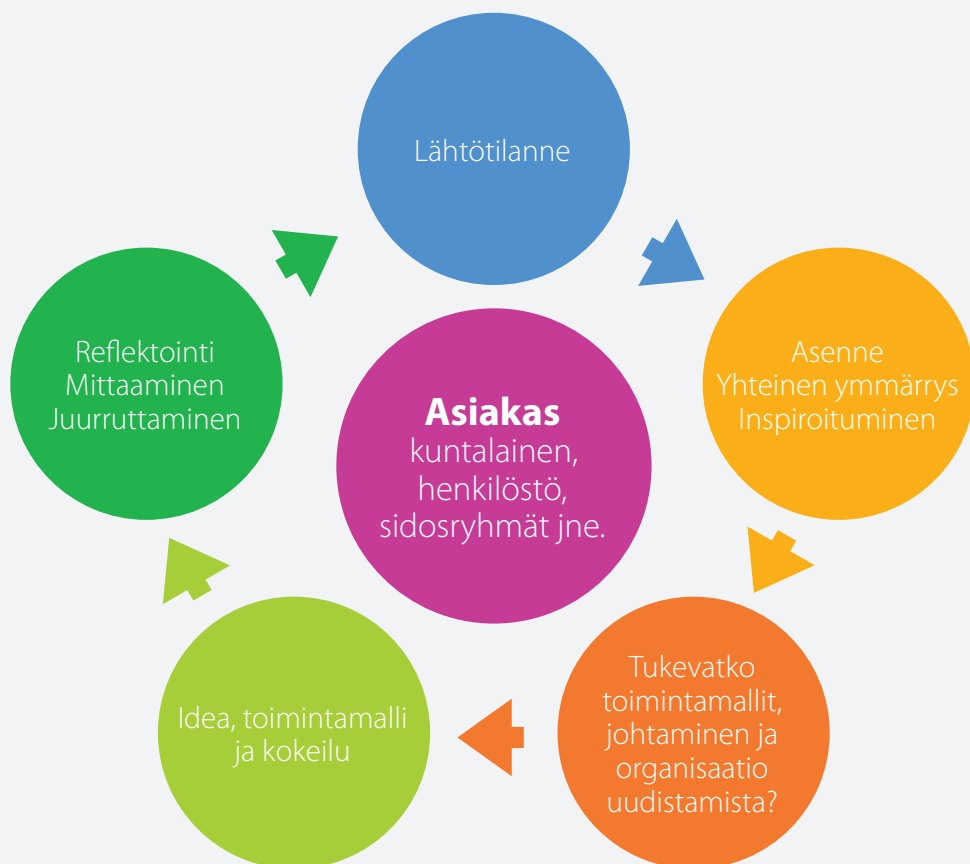 Lähtötilanne
Asenne
Yhteinen ymmärrys
Inspiroituminen
Tukevatko
toimintamallit,
johtaminen ja
organisaatio
uudistamista?
Idea, toimintamalli
ja kokeilu
Reflektointi
Mittaaminen
Juurruttaminen
Asiakas
kuntalainen,
henkilöstö,
sidosryhmät jne.